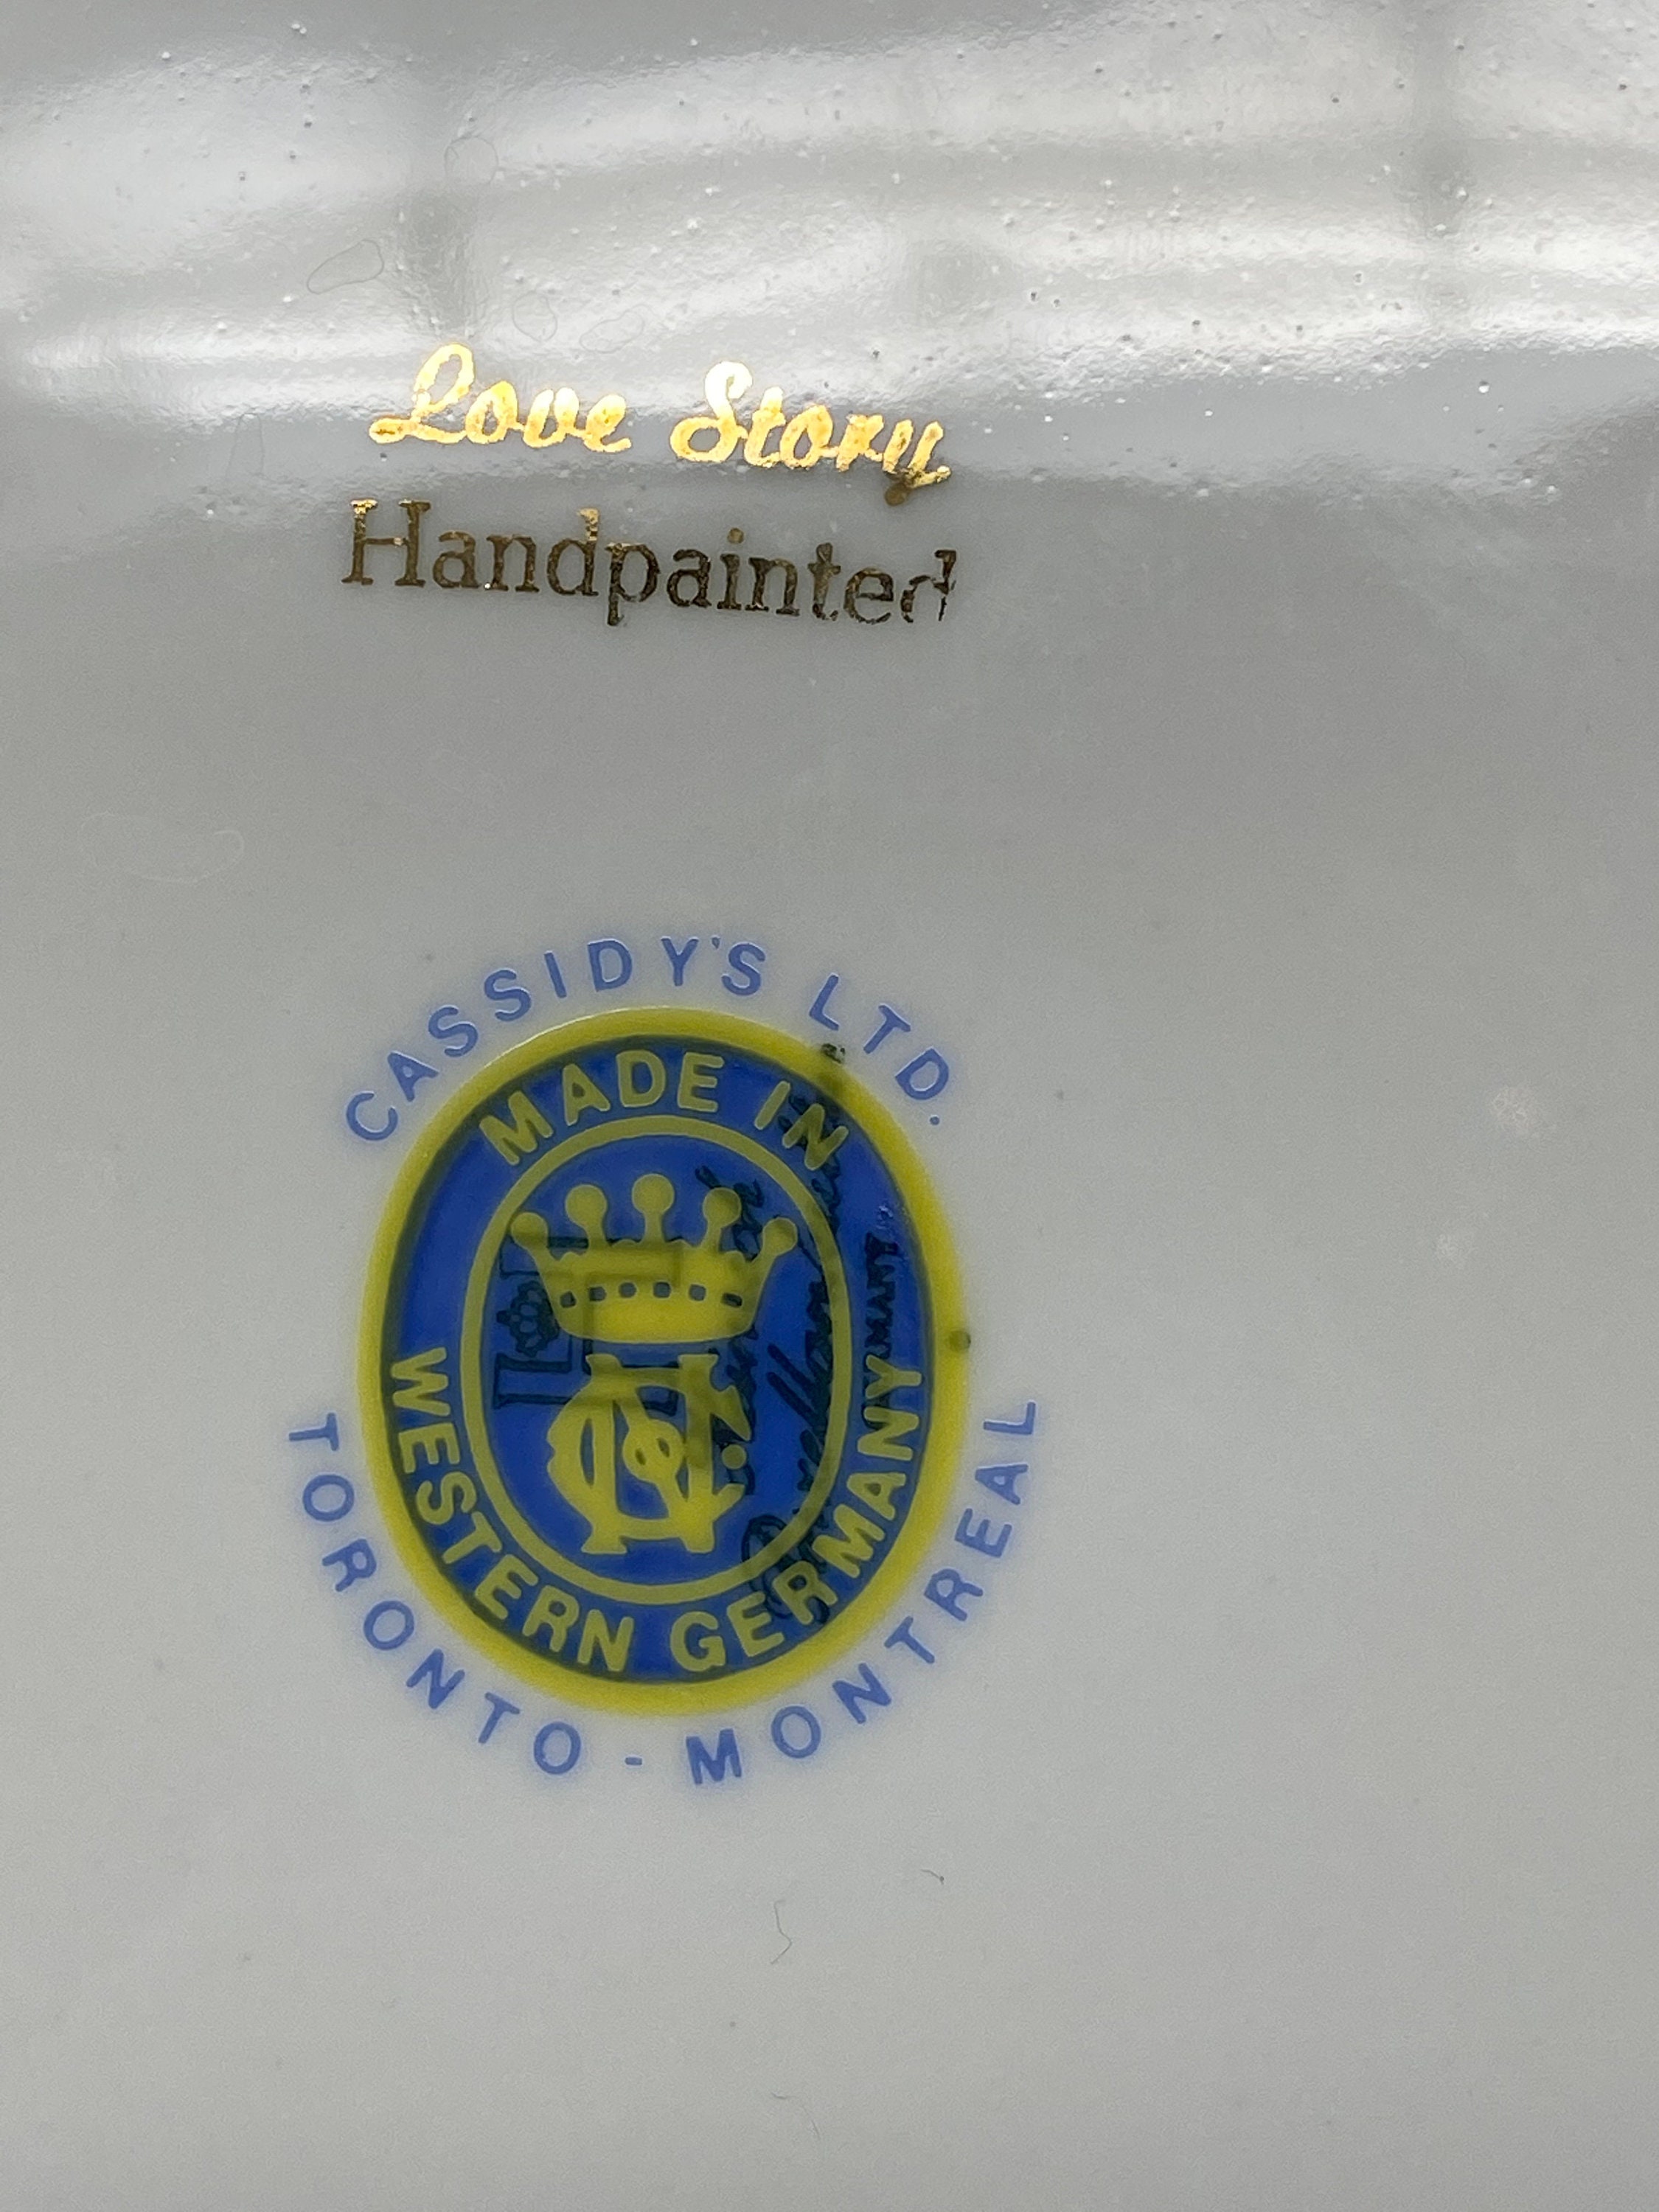 Love Story
Handpainted
CASSIDY'S LTD.
MADE IN
WESTERN GERMANY
TORONTO - MONTREAL